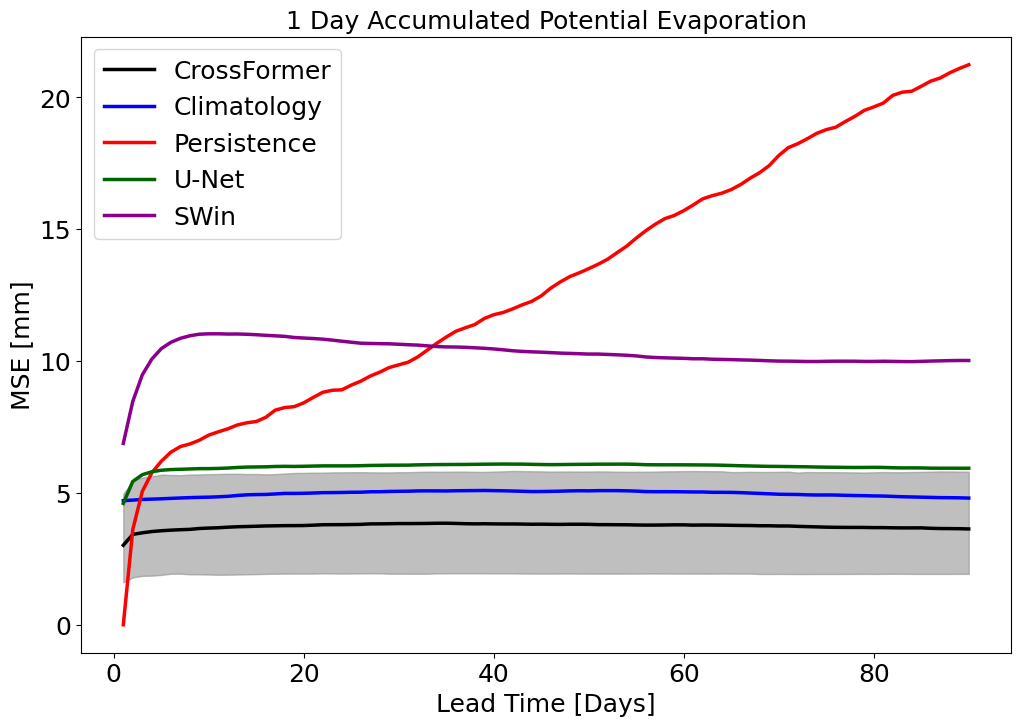 1 Day Accumulated Potential Evaporation
CrossFormer
Climatology
Persistence
U-Net
SWin
MSE [mm]
20
15
10
5
0
0 20 40 60 80
Lead Time [Days]